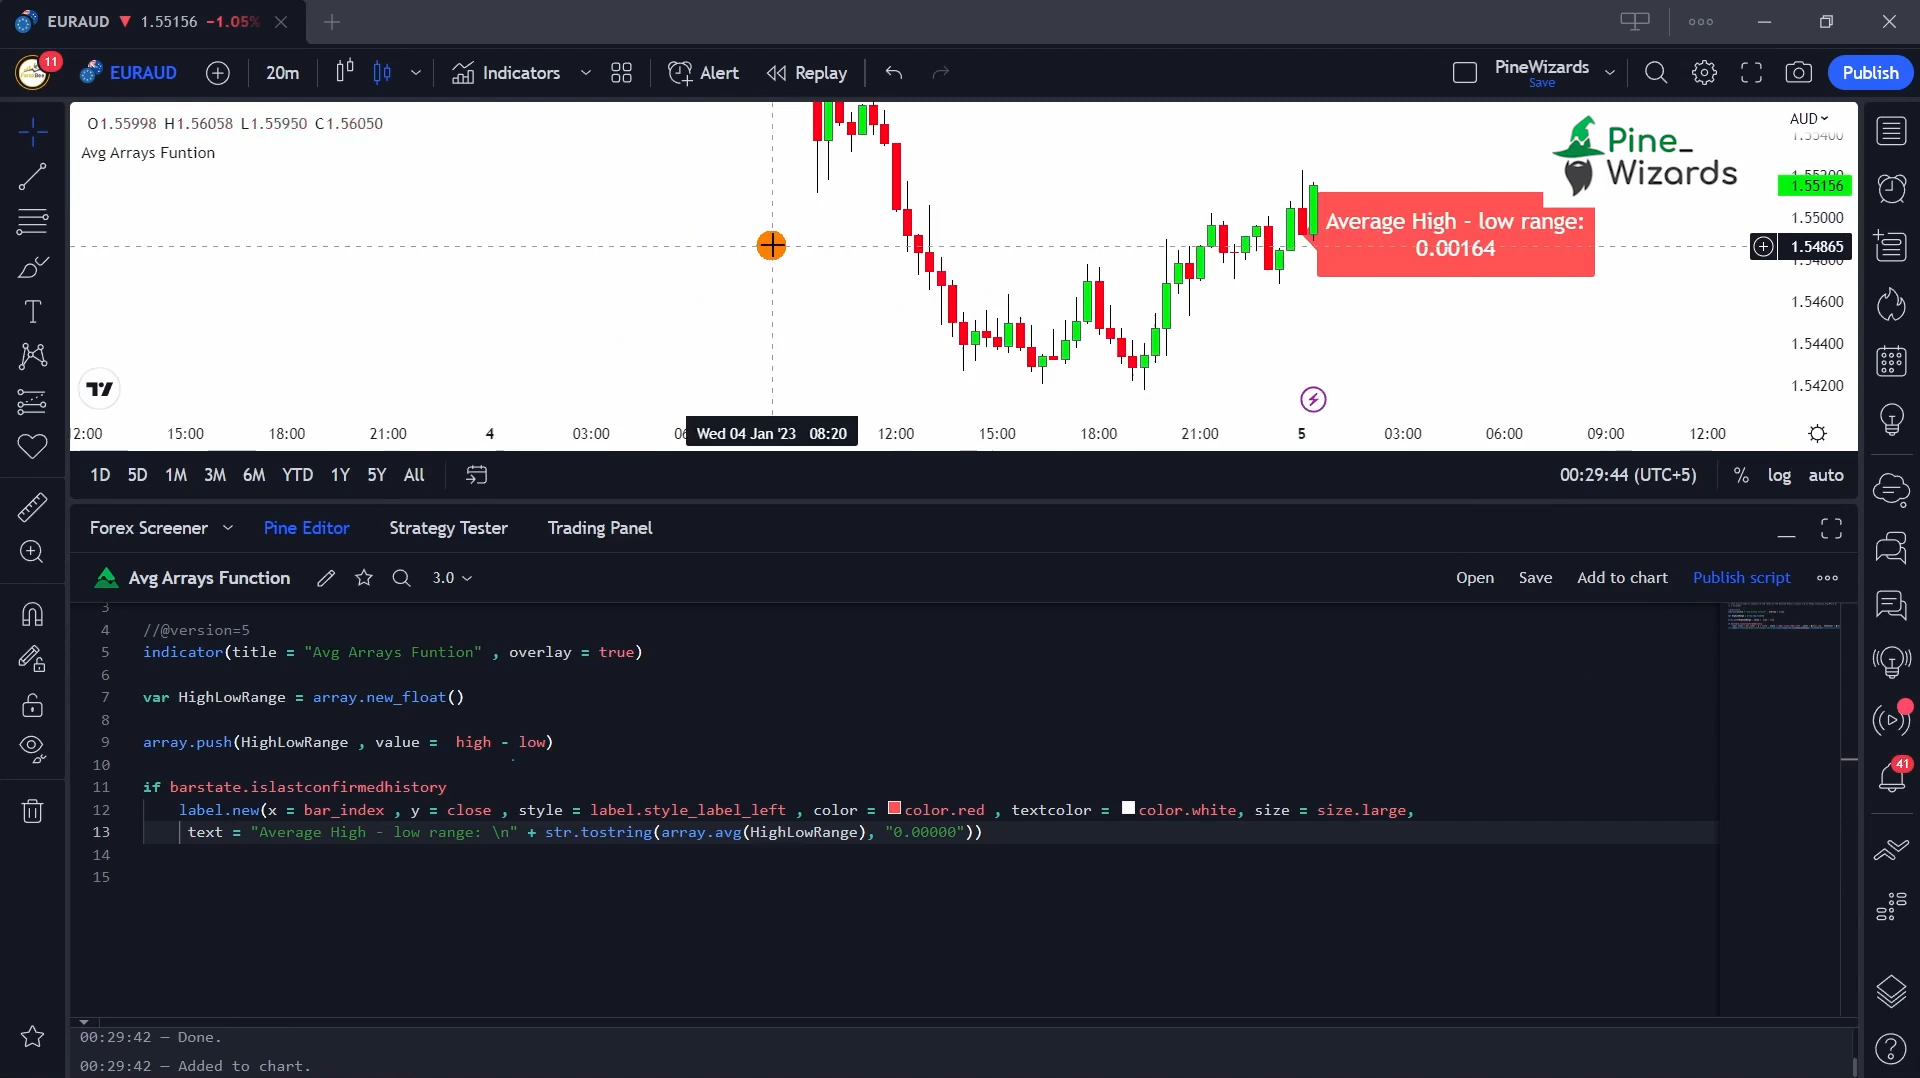 EURAUD ▼ 1.55156 −1.05%
11 EURAUD 20m Indicators Alert Replay PineWizards Save Publish
O1.55998 H1.56058 L1.55950 C1.56050
Avg Arrays Funtion
Pine_
Wizards
AUD
1.55400
1.55156
1.55000
1.54865
1.54600
1.54400
1.54200
Average High - low range:
0.00164
15:00 18:00 21:00 4 03:00 Wed 04 Jan '23 08:20 12:00 15:00 18:00 21:00 5 03:00 06:00 09:00 12:00
1D 5D 1M 3M 6M YTD 1Y 5Y All 00:29:44 (UTC+5) % log auto
Forex Screener Pine Editor Strategy Tester Trading Panel
Avg Arrays Function 3.0 Open Save Add to chart Publish script
3
4 //@version=5
5 indicator(title = "Avg Arrays Funtion" , overlay = true)
6
7 var HighLowRange = array.new_float()
8
9 array.push(HighLowRange , value =  high - low)
10
11 if barstate.islastconfirmedhistory
12 label.new(x = bar_index , y = close , style = label.style_label_left , color = color.red , textcolor = color.white, size = size.large,
13 text = "Average High - low range: \n" + str.tostring(array.avg(HighLowRange), "0.00000"))
14
15
00:29:42 — Done.
00:29:42 — Added to chart.
41